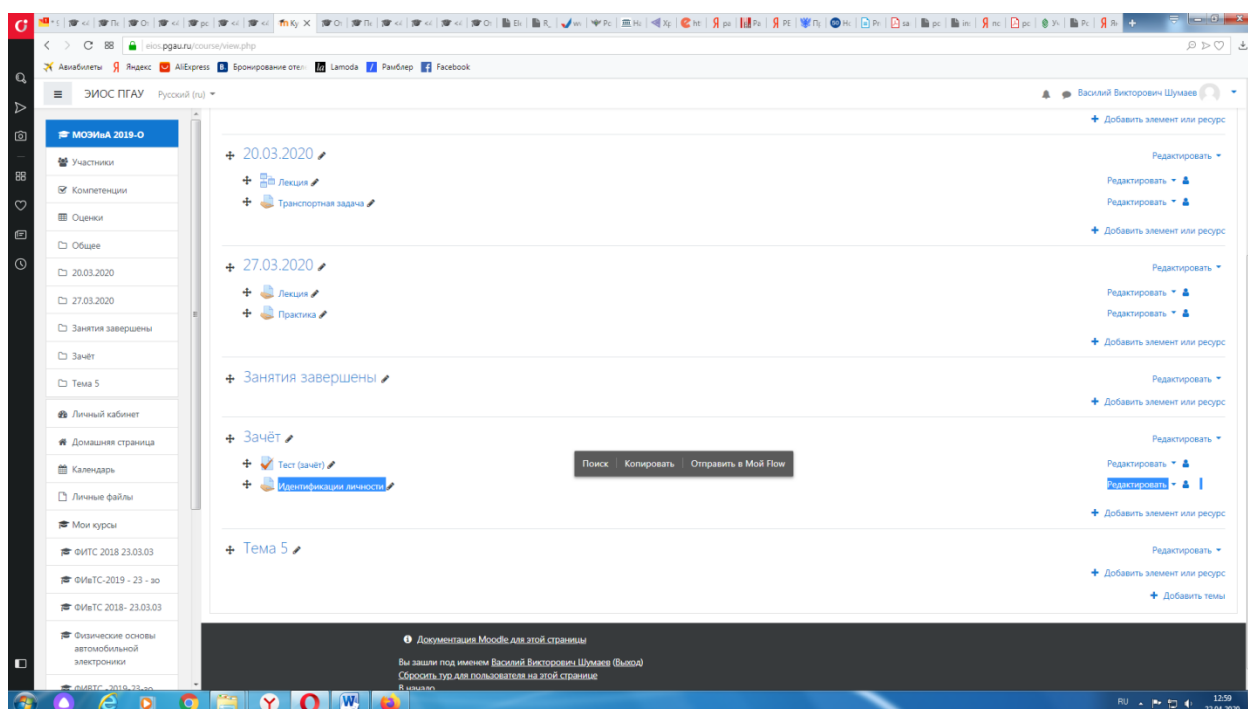 eios.pgau.ru/course/view.php
Авиабилеты Яндекс AliExpress Бронирование отел Lamoda Рамблер Facebook
ЭИОС ПГАУ Русский (ru)
Василий Викторович Шумаев
МОЭИвА 2019-О
Участники
Компетенции
Оценки
Общее
20.03.2020
27.03.2020
Занятия завершены
Зачёт
Тема 5
Личный кабинет
Домашняя страница
Календарь
Личные файлы
Мои курсы
ФИТС 2018 23.03.03
ФИвТС-2019 - 23 - зо
ФИвТС 2018- 23.03.03
Физические основы
автомобильной
электроники
Добавить элемент или ресурс
20.03.2020 Редактировать
Лекция Редактировать
Транспортная задача Редактировать
Добавить элемент или ресурс
27.03.2020 Редактировать
Лекция Редактировать
Практика Редактировать
Добавить элемент или ресурс
Занятия завершены Редактировать
Добавить элемент или ресурс
Зачёт Редактировать
Поиск Копировать Отправить в Мой Flow
Тест (зачёт) Редактировать
Идентификации личности Редактировать
Добавить элемент или ресурс
Тема 5 Редактировать
Добавить элемент или ресурс
Добавить темы
Документация Moodle для этой страницы
Вы зашли под именем Василий Викторович Шумаев (Выход)
Сбросить тур для пользователя на этой странице
В начало
RU 12:59